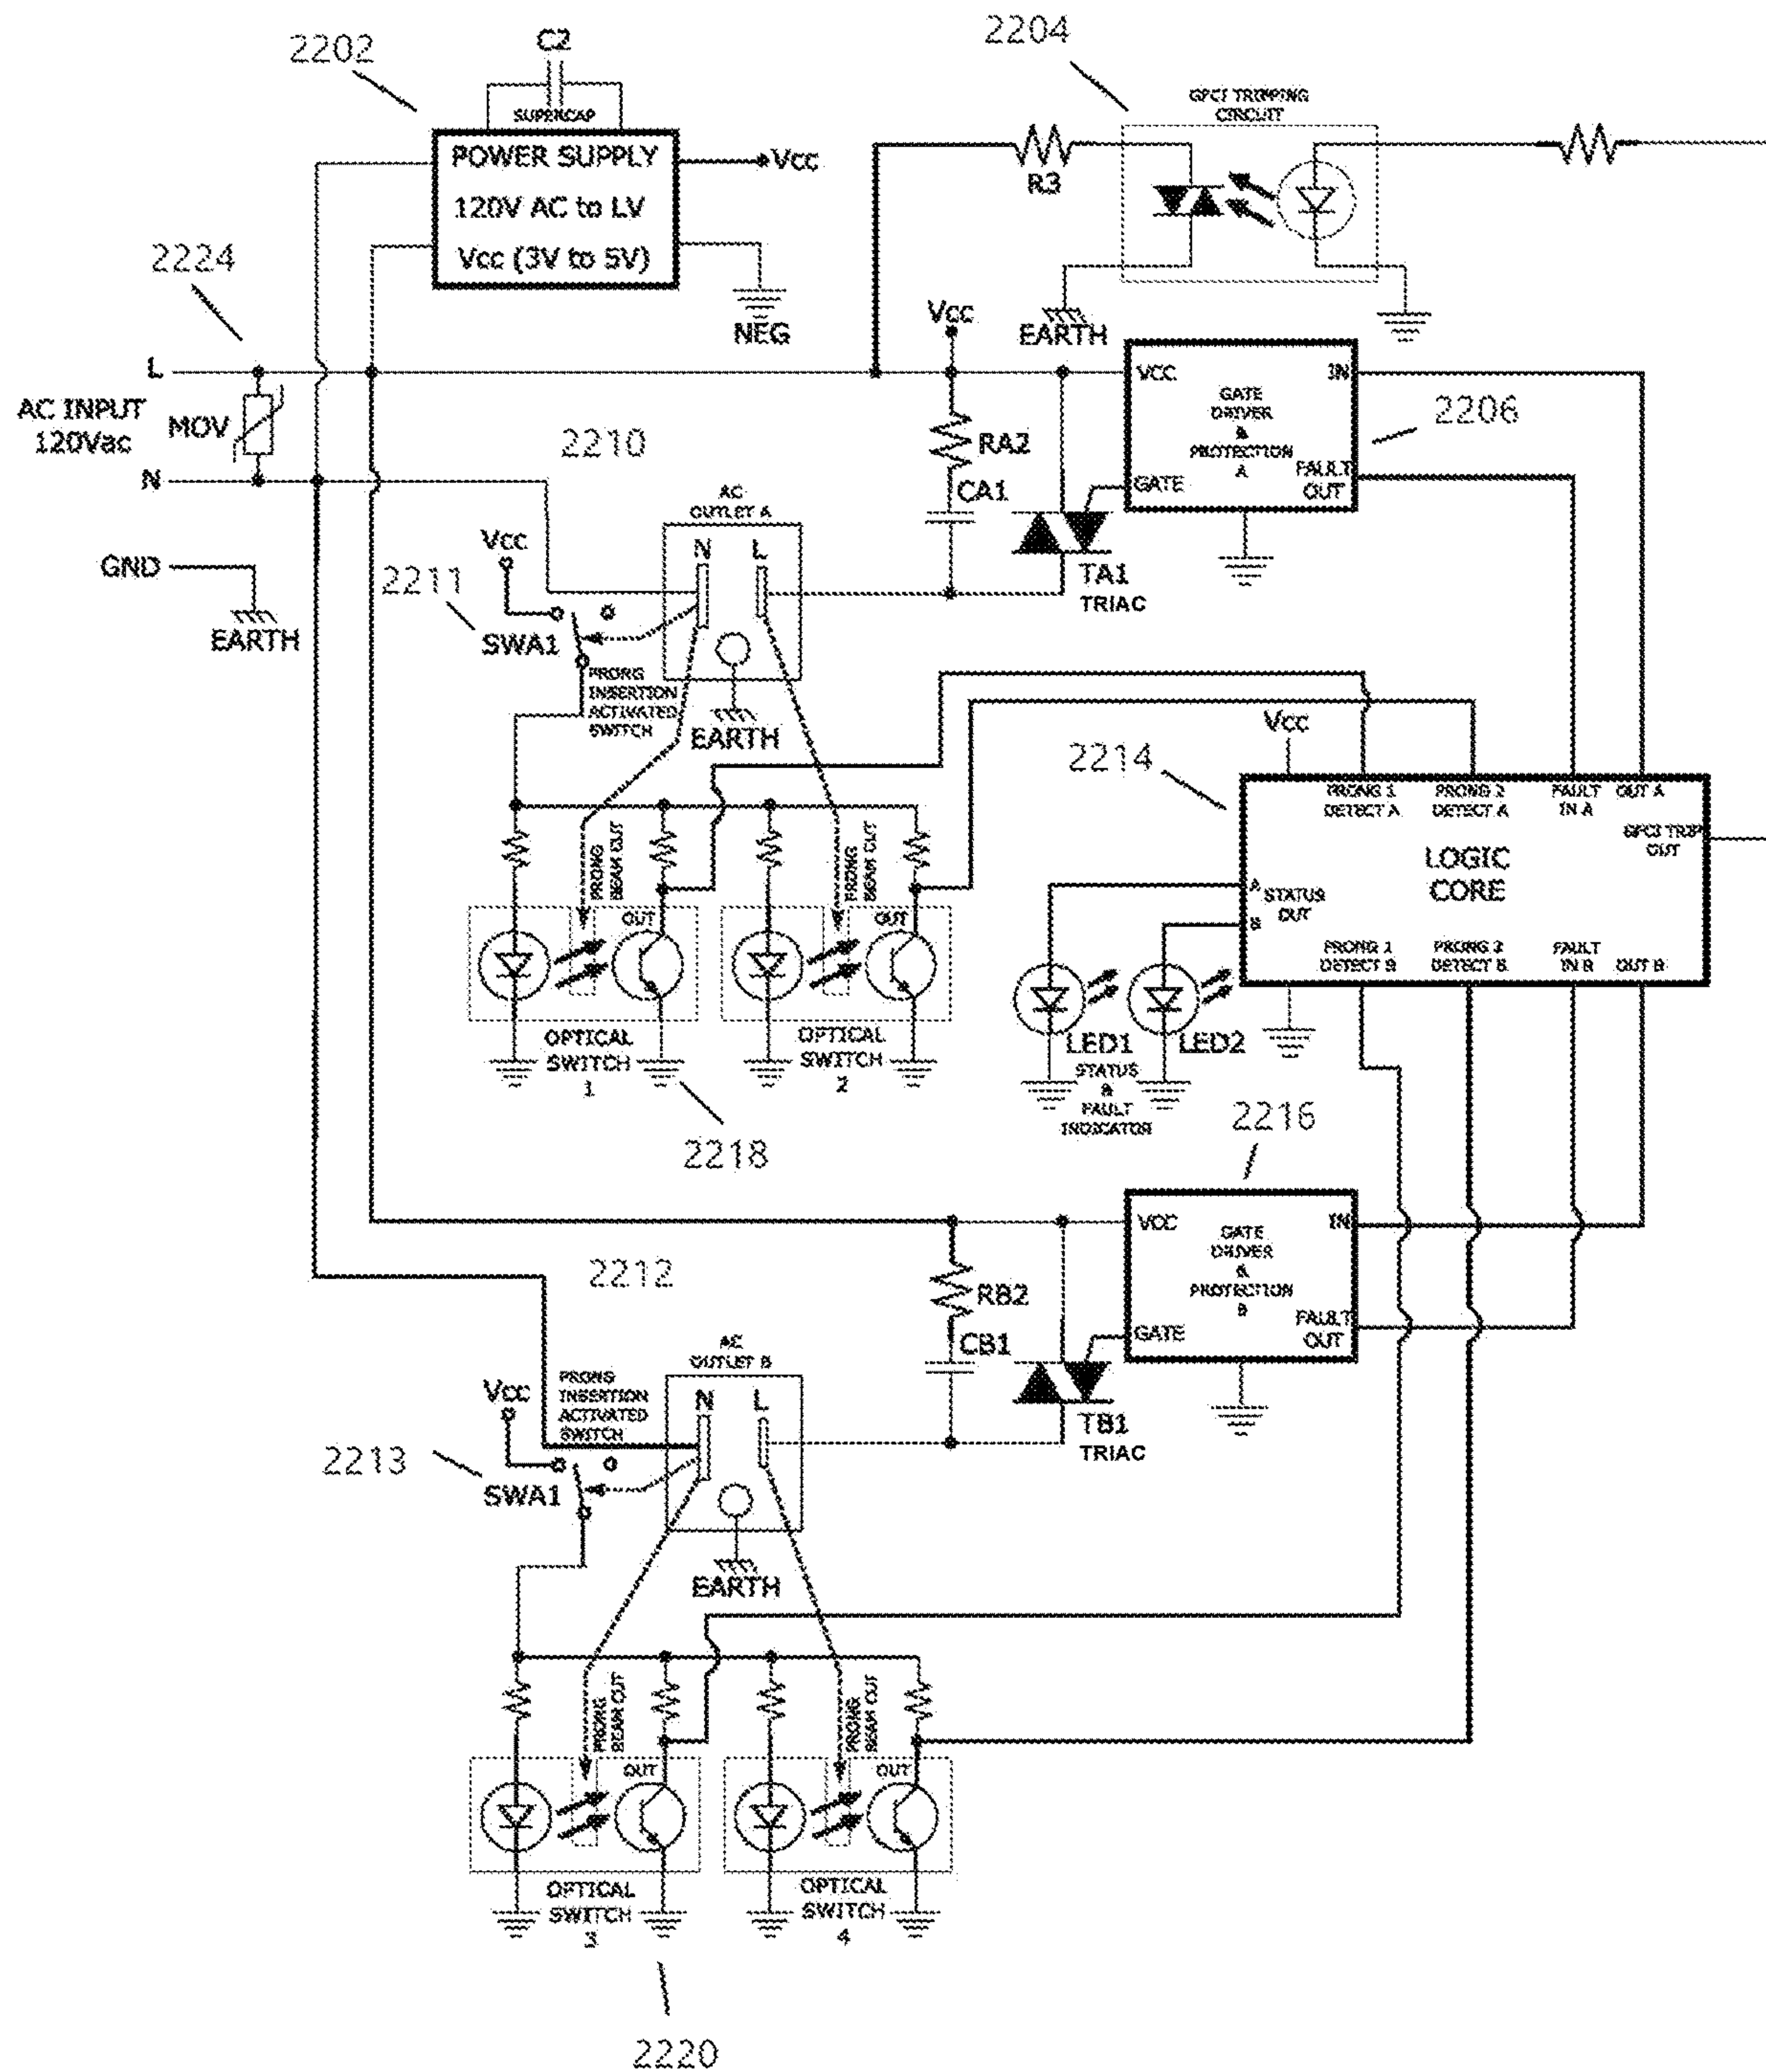 2202
C2
SUPERCAP
POWER SUPPLY
120V AC to LV
Vcc (3V to 5V)
Vcc
NEG
2204
GFCI TRIPPING
CIRCUIT
R3
EARTH
2224
L
AC INPUT
120Vac
MOV
N
GND
EARTH
Vcc
RA2
CA1
TA1
TRIAC
VCC
IN
GATE
DRIVER
&
PROTECTION
A
GATE
FAULT
OUT
2206
2210
AC
OUTLET A
N
L
Vcc
2211
SWA1
PRONG
INSERTION
ACTIVATED
SWITCH
EARTH
PRONG
BEAM CUT
PRONG
BEAM CUT
OUT
OUT
OPTICAL
SWITCH
1
OPTICAL
SWITCH
2
2218
2214
Vcc
PRONG 1
DETECT A
PRONG 2
DETECT A
FAULT
IN A
OUT A
GFCI TRIP
OUT
LOGIC
CORE
A
STATUS
OUT
B
PRONG 1
DETECT B
PRONG 2
DETECT B
FAULT
IN B
OUT B
LED1
LED2
STATUS
&
FAULT
INDICATOR
2216
VCC
IN
GATE
DRIVER
&
PROTECTION
B
GATE
FAULT
OUT
RB2
CB1
TB1
TRIAC
2212
AC
OUTLET B
N
L
PRONG
INSERTION
ACTIVATED
SWITCH
Vcc
2213
SWA1
EARTH
PRONG
BEAM CUT
PRONG
BEAM CUT
OUT
OUT
OPTICAL
SWITCH
3
OPTICAL
SWITCH
4
2220